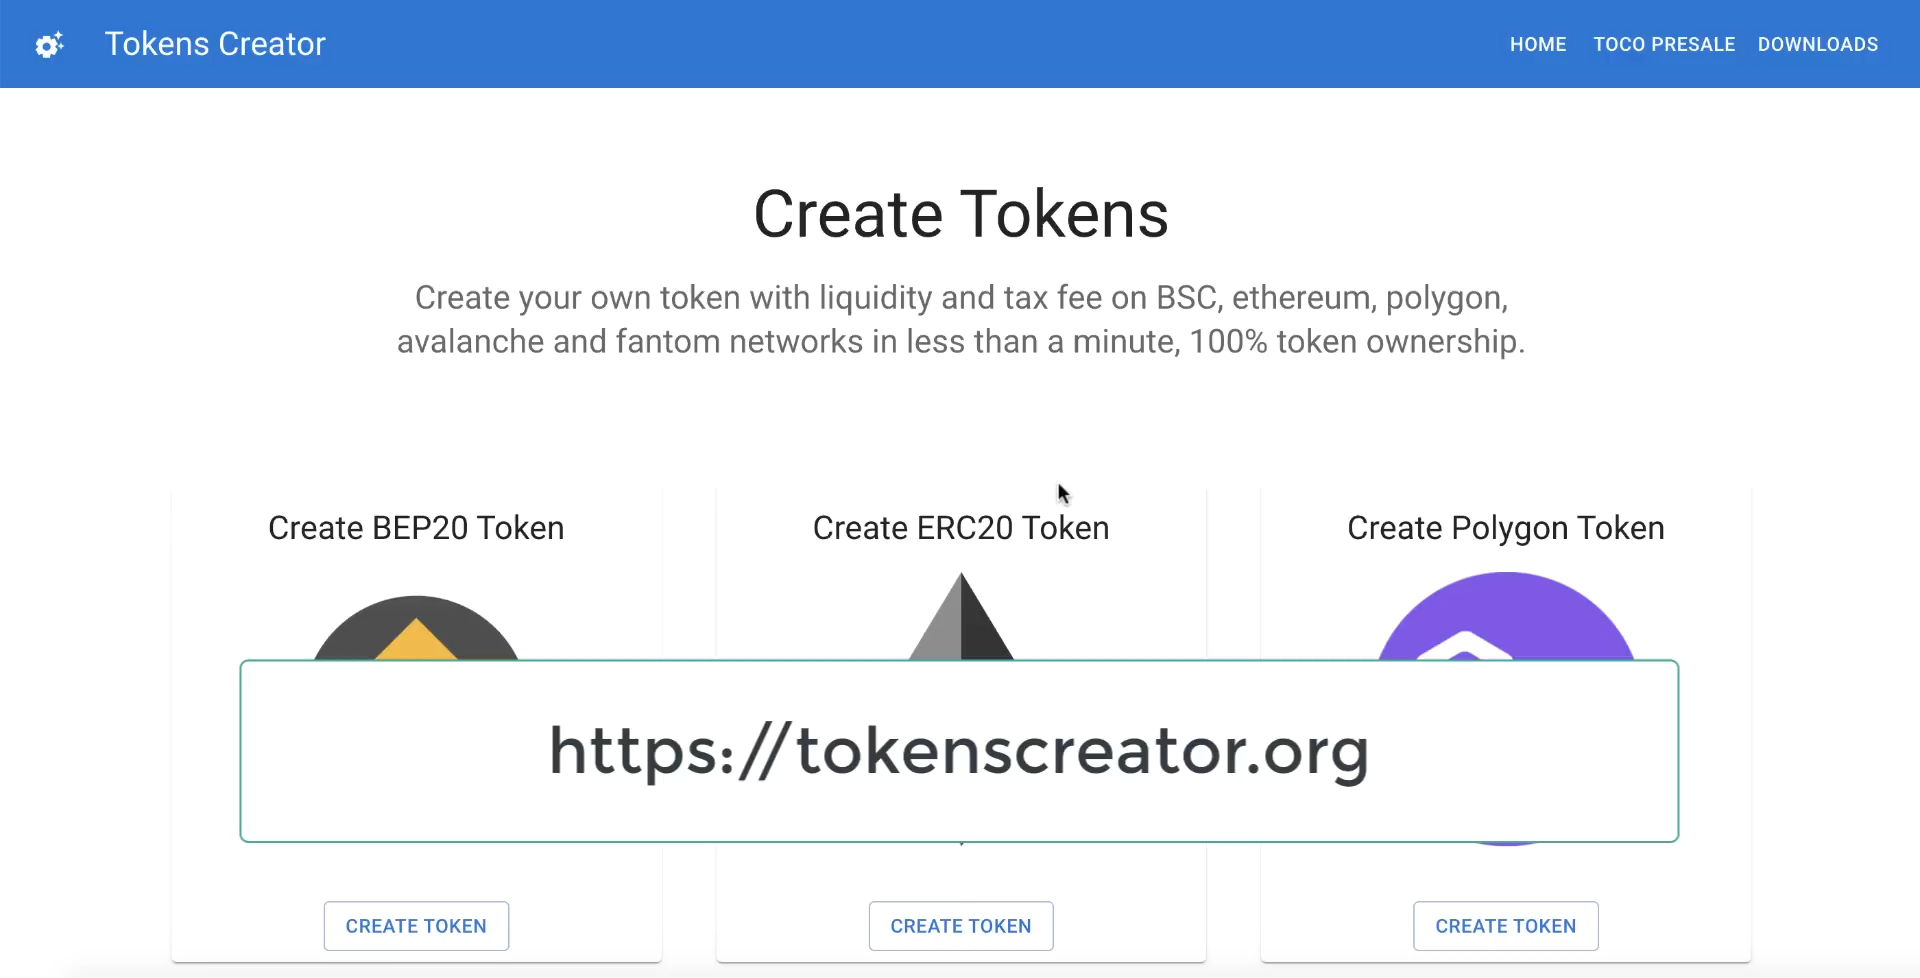 Tokens Creator
HOME TOCO PRESALE DOWNLOADS
Create Tokens
Create your own token with liquidity and tax fee on BSC, ethereum, polygon,
avalanche and fantom networks in less than a minute, 100% token ownership.
Create BEP20 Token
Create ERC20 Token
Create Polygon Token
https://tokenscreator.org
CREATE TOKEN
CREATE TOKEN
CREATE TOKEN